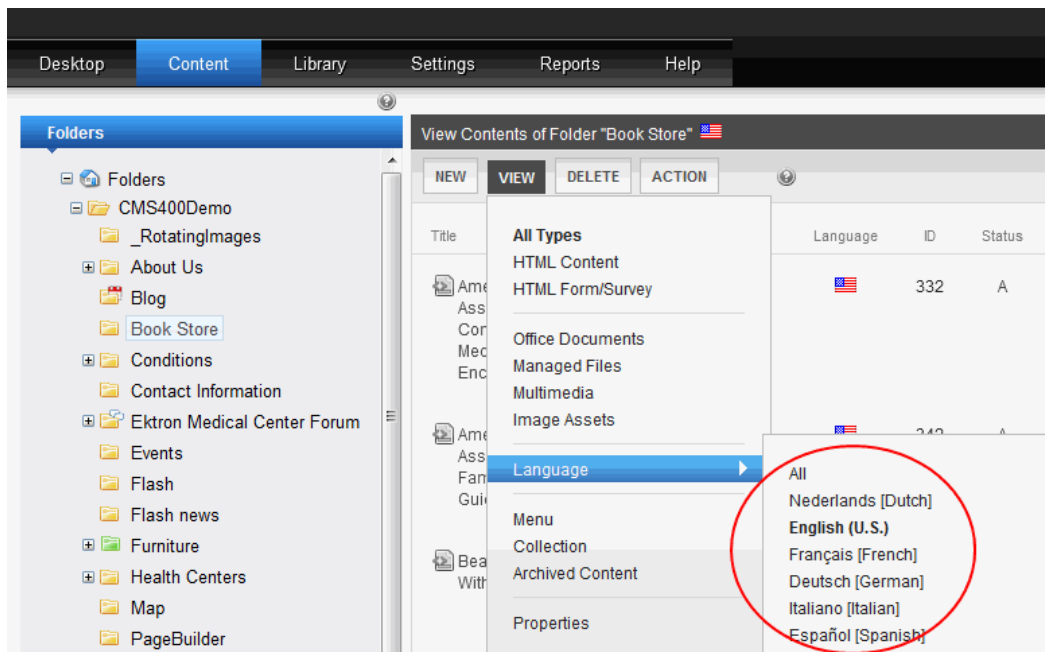 Desktop Content Library Settings Reports Help
Folders
Folders
CMS400Demo
_RotatingImages
About Us
Blog
Book Store
Conditions
Contact Information
Ektron Medical Center Forum
Events
Flash
Flash news
Furniture
Health Centers
Map
PageBuilder
View Contents of Folder "Book Store"
NEW VIEW DELETE ACTION
Title Language ID Status
332 A
All Types
HTML Content
HTML Form/Survey
Office Documents
Managed Files
Multimedia
Image Assets
Language
Menu
Collection
Archived Content
Properties
All
Nederlands [Dutch]
English (U.S.)
Français [French]
Deutsch [German]
Italiano [Italian]
Español [Spanish]